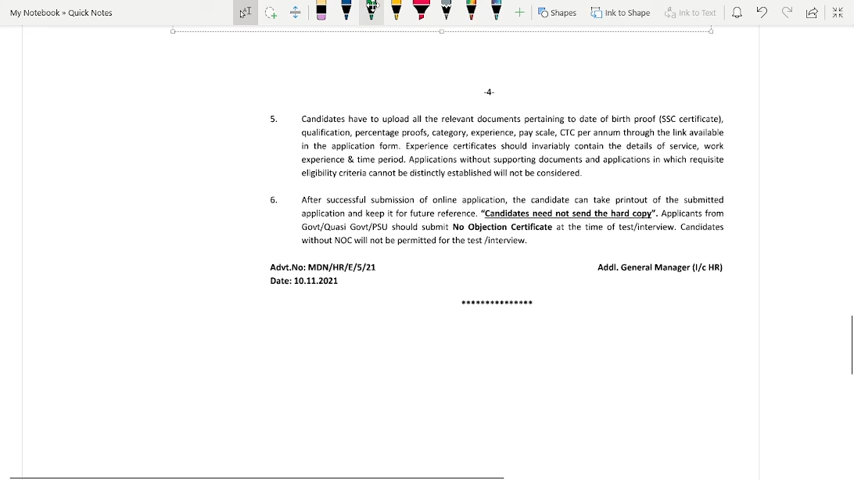 My Notebook » Quick Notes
Shapes
Ink to Shape
Ink to Text
-4-
5. Candidates have to upload all the relevant documents pertaining to date of birth proof (SSC certificate),
qualification, percentage proofs, category, experience, pay scale, CTC per annum through the link available
in the application form. Experience certificates should invariably contain the details of service, work
experience & time period. Applications without supporting documents and applications in which requisite
eligibility criteria cannot be distinctly established will not be considered.
6. After successful submission of online application, the candidate can take printout of the submitted
application and keep it for future reference. “Candidates need not send the hard copy”. Applicants from
Govt/Quasi Govt/PSU should submit No Objection Certificate at the time of test/interview. Candidates
without NOC will not be permitted for the test /interview.
Advt.No: MDN/HR/E/5/21 Addl. General Manager (I/c HR)
Date: 10.11.2021
***************